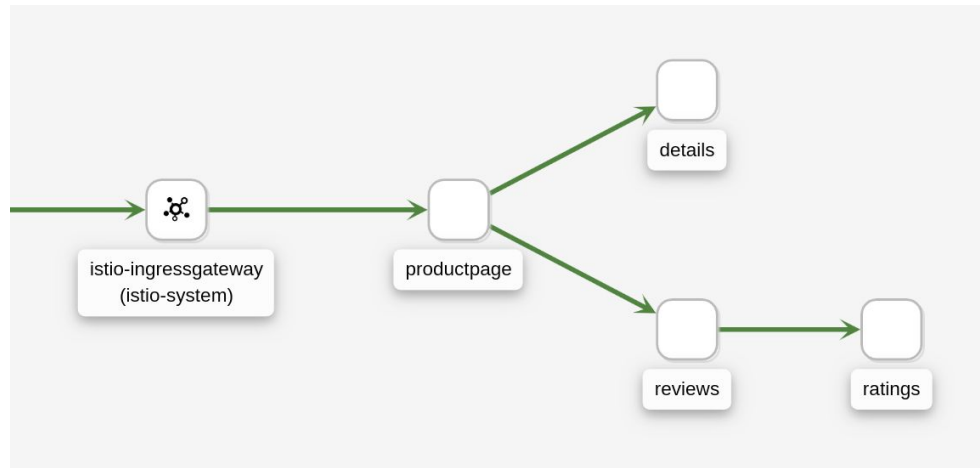 details
istio-ingressgateway
(istio-system)
productpage
reviews
ratings